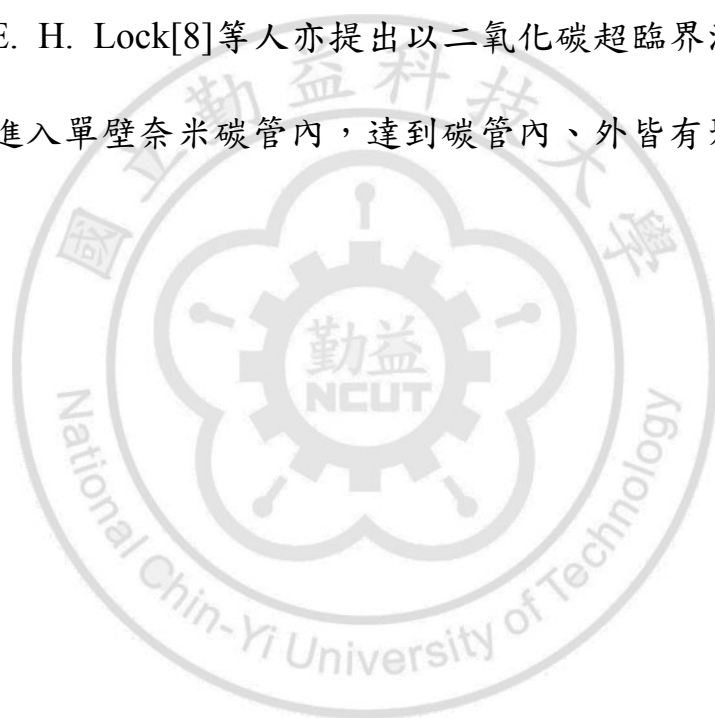 E. H. Lock[8]等人亦提出以二氧化碳超臨界
進入單壁奈米碳管內，達到碳管內、外皆有
國立勤益科技大學
勤益
NCUT
National Chin-Yi University of Technology